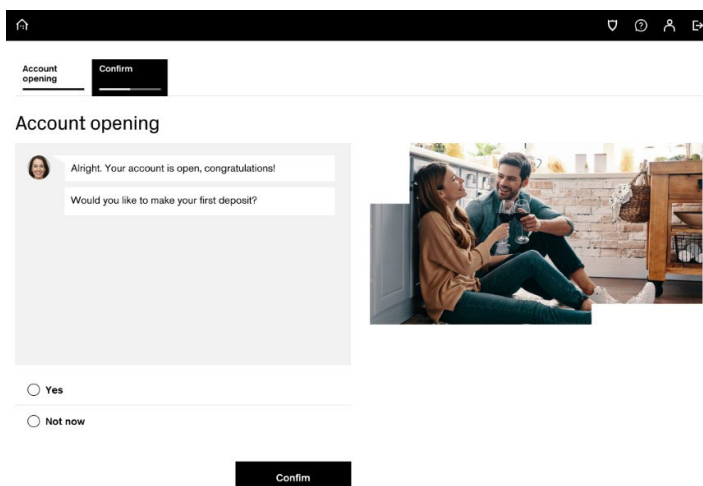 Account
opening
Confirm
Account opening
Alright. Your account is open, congratulations!
Would you like to make your first deposit?
Yes
Not now
Confim